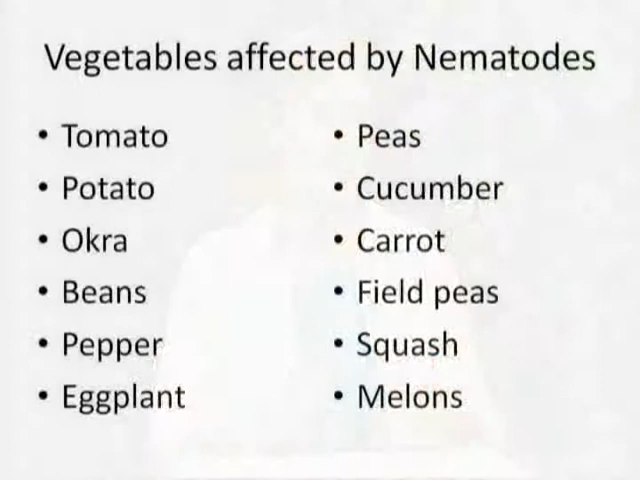 Vegetables affected by Nematodes
• Tomato
• Potato
• Okra
• Beans
• Pepper
• Eggplant
• Peas
• Cucumber
• Carrot
• Field peas
• Squash
• Melons